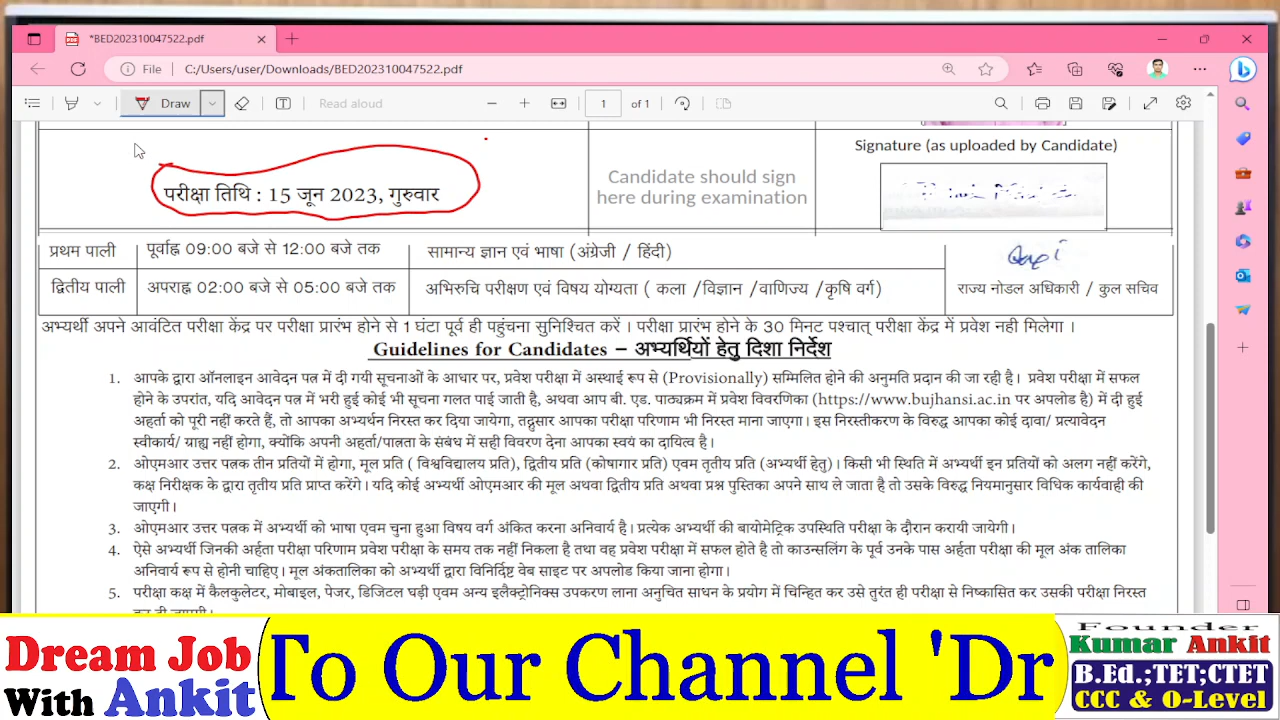 *BED202310047522.pdf
File C:/Users/user/Downloads/BED202310047522.pdf
Draw Read aloud 1 of 1
Signature (as uploaded by Candidate)
Candidate should sign
here during examination
परीक्षा तिथि : 15 जून 2023, गुरुवार
प्रथम पाली पूर्वाह्न 09:00 बजे से 12:00 बजे तक सामान्य ज्ञान एवं भाषा (अंग्रेजी / हिंदी)
द्वितीय पाली अपराह्न 02:00 बजे से 05:00 बजे तक अभिरुचि परीक्षण एवं विषय योग्यता ( कला /विज्ञान /वाणिज्य /कृषि वर्ग) राज्य नोडल अधिकारी / कुल सचिव
अभ्यर्थी अपने आवंटित परीक्षा केंद्र पर परीक्षा प्रारंभ होने से 1 घंटा पूर्व ही पहुंचना सुनिश्चित करें । परीक्षा प्रारंभ होने के 30 मिनट पश्चात् परीक्षा केंद्र में प्रवेश नही मिलेगा ।
Guidelines for Candidates – अभ्यर्थियों हेतु दिशा निर्देश
1. आपके द्वारा ऑनलाइन आवेदन पत्र में दी गयी सूचनाओं के आधार पर, प्रवेश परीक्षा में अस्थाई रूप से (Provisionally) सम्मिलित होने की अनुमति प्रदान की जा रही है। प्रवेश परीक्षा में सफल
होने के उपरांत, यदि आवेदन पत्र में भरी हुई कोई भी सूचना गलत पाई जाती है, अथवा आप बी. एड. पाठ्यक्रम में प्रवेश विवरणिका (https://www.bujhansi.ac.in पर अपलोड है) में दी हुई
अहर्ता को पूरी नहीं करते हैं, तो आपका अभ्यर्थन निरस्त कर दिया जायेगा, तद्नुसार आपका परीक्षा परिणाम भी निरस्त माना जाएगा। इस निरस्तीकरण के विरुद्ध आपका कोई दावा/ प्रत्यावेदन
स्वीकार्य/ ग्राह्य नहीं होगा, क्योंकि अपनी अहर्ता/पात्रता के संबंध में सही विवरण देना आपका स्वयं का दायित्व है।
2. ओएमआर उत्तर पत्रक तीन प्रतियों में होगा, मूल प्रति ( विश्वविद्यालय प्रति), द्वितीय प्रति (कोषागार प्रति) एवम तृतीय प्रति (अभ्यर्थी हेतु)। किसी भी स्थिति में अभ्यर्थी इन प्रतियों को अलग नहीं करेंगे,
कक्ष निरीक्षक के द्वारा तृतीय प्रति प्राप्त करेंगे। यदि कोई अभ्यर्थी ओएमआर की मूल अथवा द्वितीय प्रति अथवा प्रश्न पुस्तिका अपने साथ ले जाता है तो उसके विरुद्ध नियमानुसार विधिक कार्यवाही की
जाएगी।
3. ओएमआर उत्तर पत्रक में अभ्यर्थी को भाषा एवम चुना हुआ विषय वर्ग अंकित करना अनिवार्य है। प्रत्येक अभ्यर्थी की बायोमेट्रिक उपस्थिति परीक्षा के दौरान करायी जायेगी।
4. ऐसे अभ्यर्थी जिनकी अर्हता परीक्षा परिणाम प्रवेश परीक्षा के समय तक नहीं निकला है तथा वह प्रवेश परीक्षा में सफल होते है तो काउन्सलिंग के पूर्व उनके पास अर्हता परीक्षा की मूल अंक तालिका
अनिवार्य रूप से होनी चाहिए। मूल अंकतालिका को अभ्यर्थी द्वारा विनिर्दिष्ट वेब साइट पर अपलोड किया जाना होगा।
5. परीक्षा कक्ष में कैलकुलेटर, मोबाइल, पेजर, डिजिटल घड़ी एवम अन्य इलैक्ट्रोनिक्स उपकरण लाना अनुचित साधन के प्रयोग में चिन्हित कर उसे तुरंत ही परीक्षा से निष्कासित कर उसकी परीक्षा निरस्त
Dream Job
With Ankit
To Our Channel 'Dr
Founder
Kumar Ankit
B.Ed.;TET;CTET
CCC & O-Level